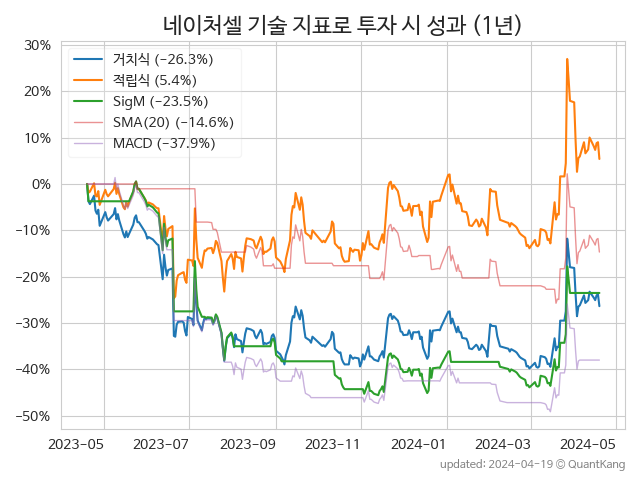 네이처셀 기술 지표로 투자 시 성과 (1년)
30%
20%
10%
0%
−10%
−20%
−30%
−40%
−50%
거치식 (−26.3%)
적립식 (5.4%)
SigM (−23.5%)
SMA(20) (−14.6%)
MACD (−37.9%)
2023-05 2023-07 2023-09 2023-11 2024-01 2024-03 2024-05
updated: 2024-04-19 ⓒ QuantKang